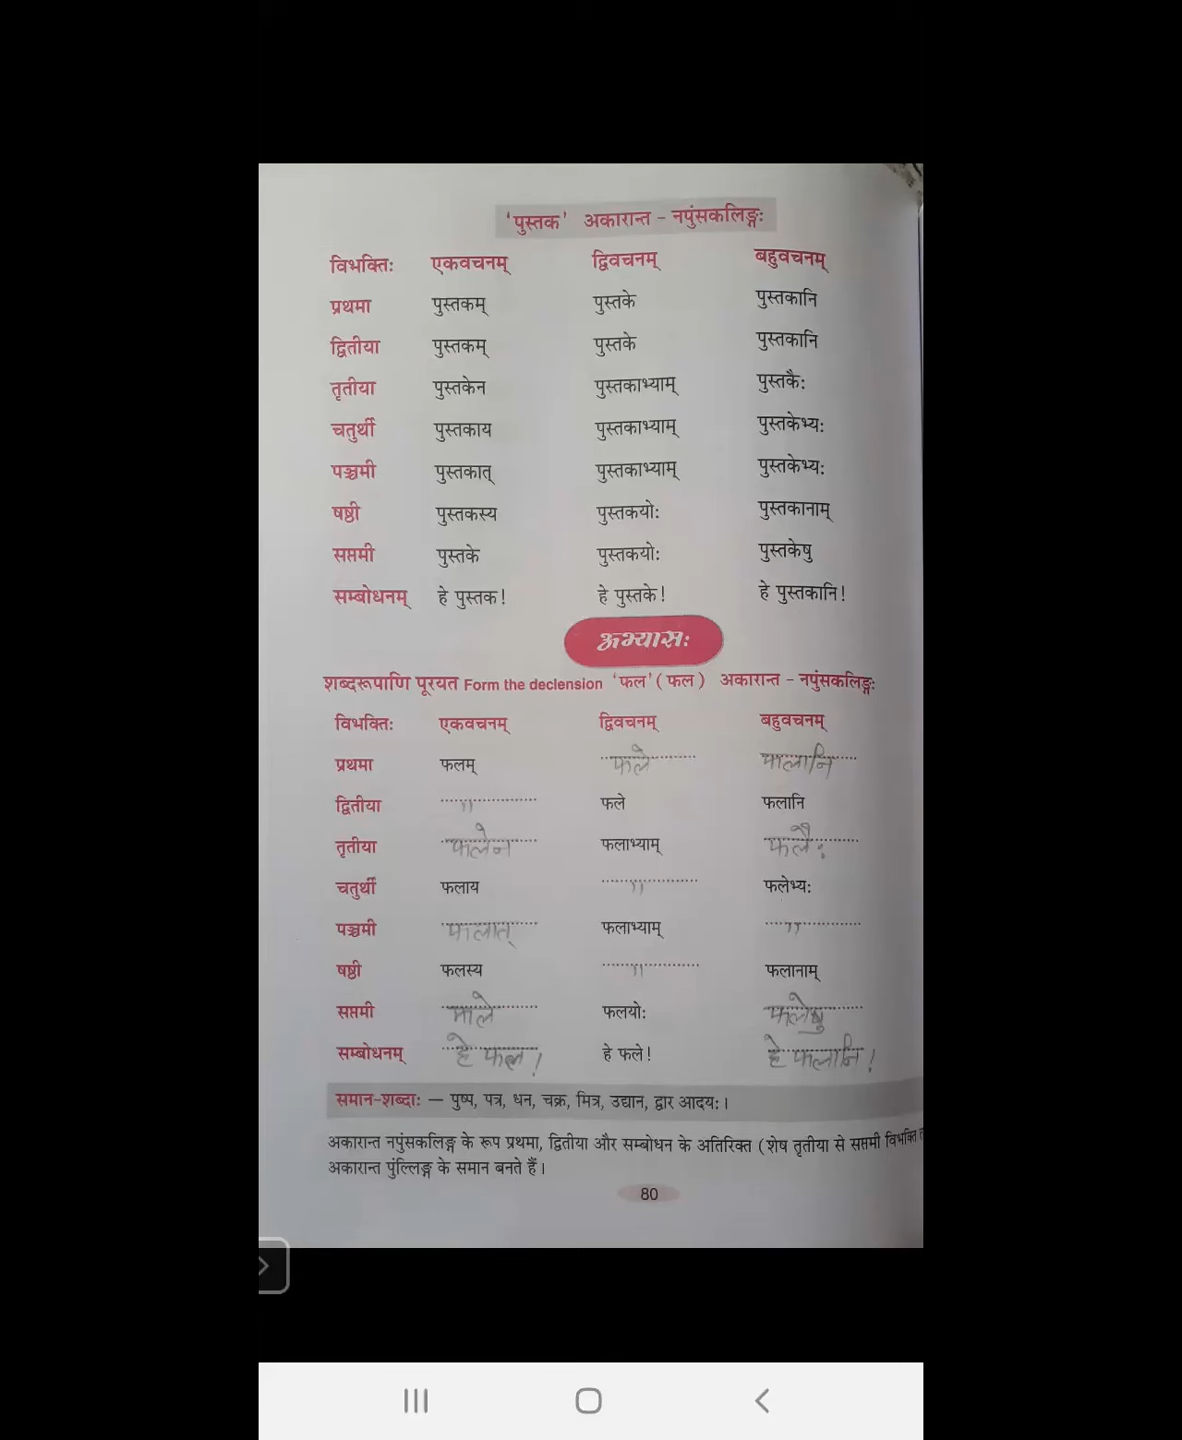 'पुस्तक' अकारान्त - नपुंसकलिङ्गः
विभक्तिः एकवचनम् द्विवचनम् बहुवचनम्
प्रथमा पुस्तकम् पुस्तके पुस्तकानि
द्वितीया पुस्तकम् पुस्तके पुस्तकानि
तृतीया पुस्तकेन पुस्तकाभ्याम् पुस्तकैः
चतुर्थी पुस्तकाय पुस्तकाभ्याम् पुस्तकेभ्यः
पञ्चमी पुस्तकात् पुस्तकाभ्याम् पुस्तकेभ्यः
षष्ठी पुस्तकस्य पुस्तकयोः पुस्तकानाम्
सप्तमी पुस्तके पुस्तकयोः पुस्तकेषु
सम्बोधनम् हे पुस्तक! हे पुस्तके! हे पुस्तकानि!
अभ्यासः
शब्दरूपाणि पूरयत Form the declension 'फल' (फल) अकारान्त - नपुंसकलिङ्गः
विभक्तिः एकवचनम् द्विवचनम् बहुवचनम्
प्रथमा फलम् फले फलानि
द्वितीया '' फले फलानि
तृतीया फलेन फलाभ्याम् फलैः
चतुर्थी फलाय '' फलेभ्यः
पञ्चमी फलात् फलाभ्याम् ''
षष्ठी फलस्य '' फलानाम्
सप्तमी फले फलयोः फलेषु
सम्बोधनम् हे फल! हे फले! हे फलानि!
समान-शब्दाः — पुष्प, पत्र, धन, चक्र, मित्र, उद्यान, द्वार आदयः।
अकारान्त नपुंसकलिङ्ग के रूप प्रथमा, द्वितीया और सम्बोधन के अतिरिक्त (शेष तृतीया से सप्तमी विभक्ति
अकारान्त पुंल्लिङ्ग के समान बनते हैं।
80